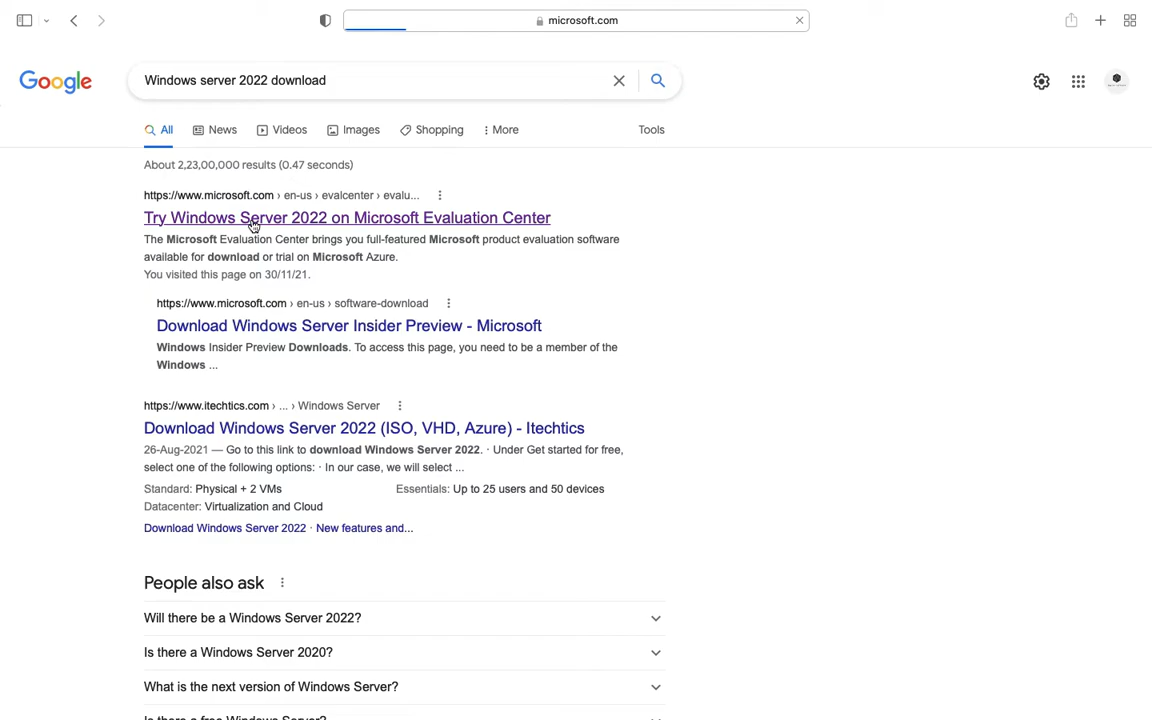 microsoft.com
Google
Windows server 2022 download
All News Videos Images Shopping More Tools
About 2,23,00,000 results (0.47 seconds)
https://www.microsoft.com › en-us › evalcenter › evalu...
Try Windows Server 2022 on Microsoft Evaluation Center
The Microsoft Evaluation Center brings you full-featured Microsoft product evaluation software
available for download or trial on Microsoft Azure.
You visited this page on 30/11/21.
https://www.microsoft.com › en-us › software-download
Download Windows Server Insider Preview - Microsoft
Windows Insider Preview Downloads. To access this page, you need to be a member of the
Windows ...
https://www.itechtics.com › ... › Windows Server
Download Windows Server 2022 (ISO, VHD, Azure) - Itechtics
26-Aug-2021 — Go to this link to download Windows Server 2022. · Under Get started for free,
select one of the following options: · In our case, we will select ...
Standard: Physical + 2 VMs Essentials: Up to 25 users and 50 devices
Datacenter: Virtualization and Cloud
Download Windows Server 2022 · New features and...
People also ask
Will there be a Windows Server 2022?
Is there a Windows Server 2020?
What is the next version of Windows Server?
Is there a free Windows Server?